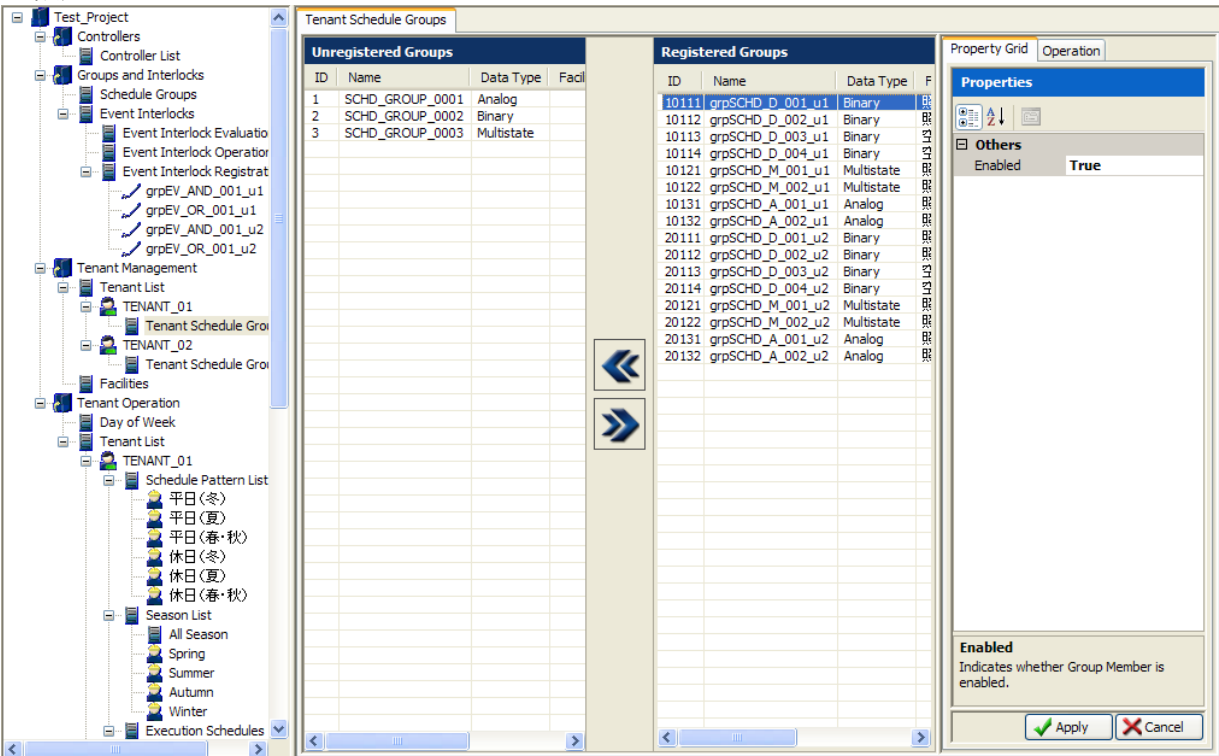 Test_Project
Controllers
Controller List
Groups and Interlocks
Schedule Groups
Event Interlocks
Event Interlock Evaluatio
Event Interlock Operation
Event Interlock Registrat
grpEV_AND_001_u1
grpEV_OR_001_u1
grpEV_AND_001_u2
grpEV_OR_001_u2
Tenant Management
Tenant List
TENANT_01
Tenant Schedule Grou
TENANT_02
Tenant Schedule Grou
Facilities
Tenant Operation
Day of Week
Tenant List
TENANT_01
Schedule Pattern List
平日(冬)
平日(夏)
平日(春・秋)
休日(冬)
休日(夏)
休日(春・秋)
Season List
All Season
Spring
Summer
Autumn
Winter
Execution Schedules
Tenant Schedule Groups
Unregistered Groups
ID Name Data Type Facil
1 SCHD_GROUP_0001 Analog
2 SCHD_GROUP_0002 Binary
3 SCHD_GROUP_0003 Multistate
Registered Groups
ID Name Data Type F
10111 grpSCHD_D_001_u1 Binary
10112 grpSCHD_D_002_u1 Binary
10113 grpSCHD_D_003_u1 Binary
10114 grpSCHD_D_004_u1 Binary
10121 grpSCHD_M_001_u1 Multistate
10122 grpSCHD_M_002_u1 Multistate
10131 grpSCHD_A_001_u1 Analog
10132 grpSCHD_A_002_u1 Analog
20111 grpSCHD_D_001_u2 Binary
20112 grpSCHD_D_002_u2 Binary
20113 grpSCHD_D_003_u2 Binary
20114 grpSCHD_D_004_u2 Binary
20121 grpSCHD_M_001_u2 Multistate
20122 grpSCHD_M_002_u2 Multistate
20131 grpSCHD_A_001_u2 Analog
20132 grpSCHD_A_002_u2 Analog
Property Grid Operation
Properties
Others
Enabled True
Enabled
Indicates whether Group Member is
enabled.
Apply Cancel